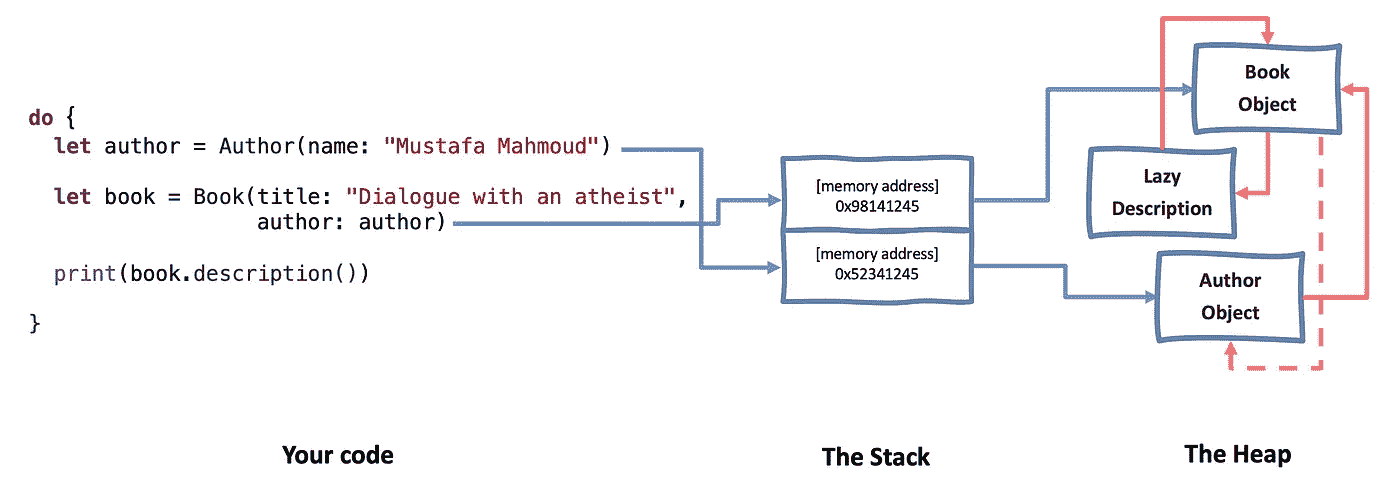 do {
let author = Author(name: "Mustafa Mahmoud")
let book = Book(title: "Dialogue with an atheist",
author: author)
print(book.description())
}
[memory address]
0x98141245
[memory address]
0x52341245
Book
Object
Lazy
Description
Author
Object
Your code
The Stack
The Heap